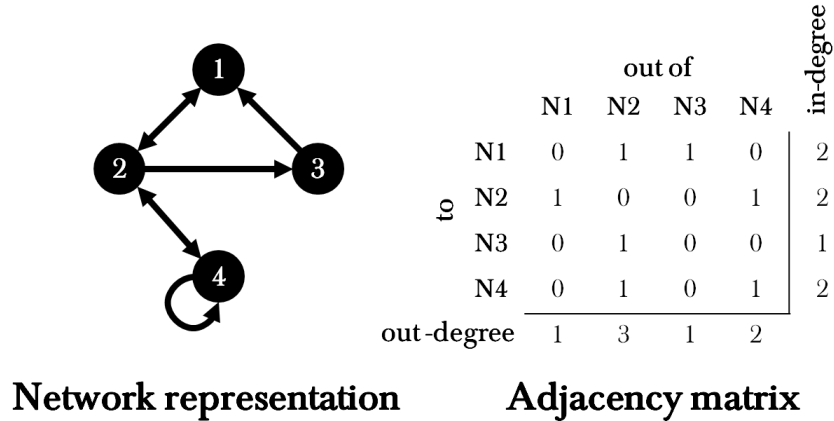 1
2
3
4
out of
in-degree
N1 N2 N3 N4
to
N1 0 1 1 0 2
N2 1 0 0 1 2
N3 0 1 0 0 1
N4 0 1 0 1 2
out-degree 1 3 1 2
Network representation
Adjacency matrix